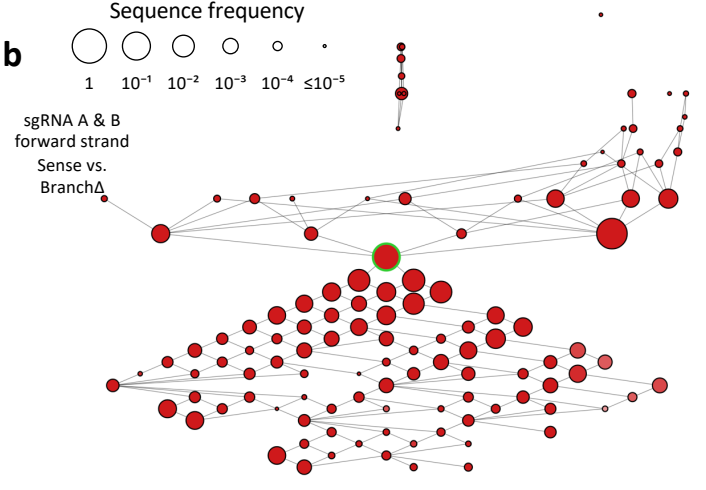 Sequence frequency
b
1 10⁻¹ 10⁻² 10⁻³ 10⁻⁴ ≤10⁻⁵
sgRNA A & B
forward strand
Sense vs.
BranchΔ